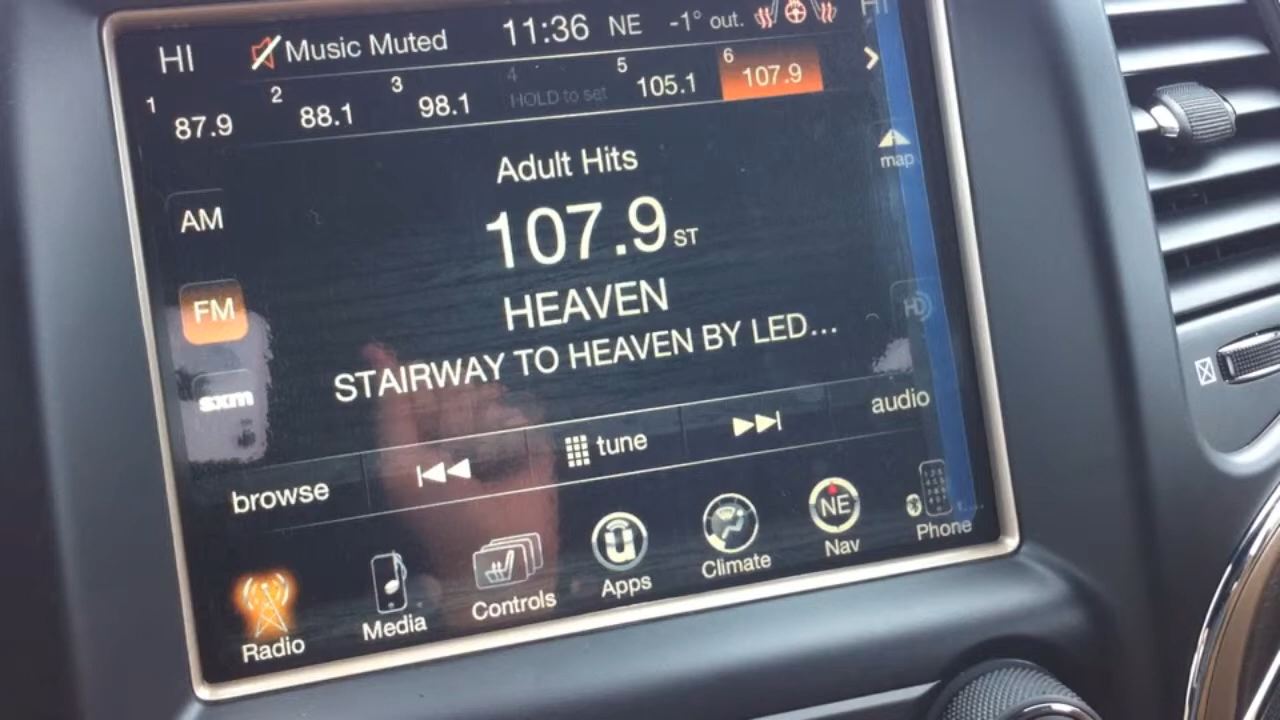 HI Music Muted 11:36 NE -1° out. HI
1 87.9 2 88.1 3 98.1 4 HOLD to set 5 105.1 6 107.9
Adult Hits
map
AM
107.9 ST
FM
HEAVEN
HD
STAIRWAY TO HEAVEN BY LED...
sxm
browse tune audio
Radio Media Controls Apps Climate NE Nav Phone